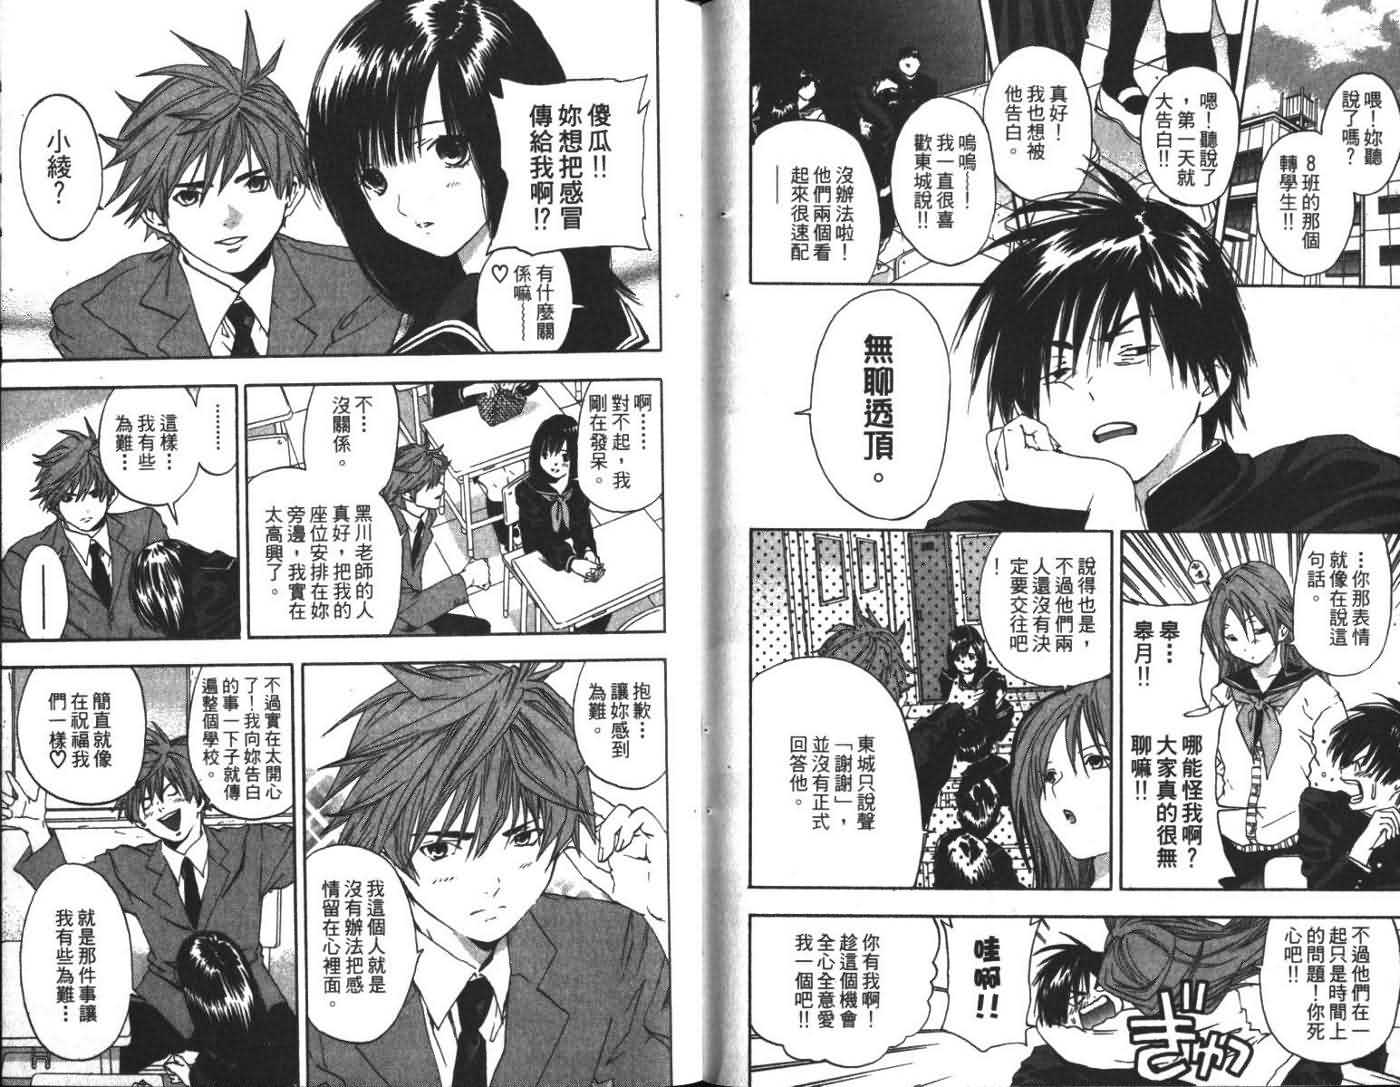 喂！妳聽
說了嗎？
8班的那個
轉學生！！
嗯！聽說了
，第一天就
大告白！！
真好！
我也想被
他告白。
嗚嗚～！
我一直很喜
歡東城說！！
沒辦法啦！
他們兩個看
起來很速配
——
無聊透頂。
…你那表情
就像在說這
句話。
皋…
皋月！！
哪能怪我啊？
大家真的很無
聊嘛！！
說得也是，
不過他們兩
人還沒有決
定要交往吧
！
東城只說聲
「謝謝」，
並沒有正式
回答他。
不過他們在一
起只是時間上
的問題！你死
心吧！！
哇啊！！
你有我啊！
趁這個機會
全心全意愛
我一個吧！！
ぎゅっ
傻瓜！！
妳想把感冒
傳給我啊！？
有什麼關
係嘛～～
♡
小綾？
啊……
對不起，我
剛在發呆。
不…
沒關係。
黑川老師的人
真好，把我的
座位安排在妳
旁邊，我實在
太高興了。
……
這樣…
我有些
為難…
——
抱歉…
讓妳感到
為難。
我這個人就是
沒有辦法把感
情留在心裡面。
不過實在太開心
了！我向妳告白
的事一下子就傳
遍整個學校。
簡直就像
在祝福我
們一樣♡
就是那件事讓
我有些為難…